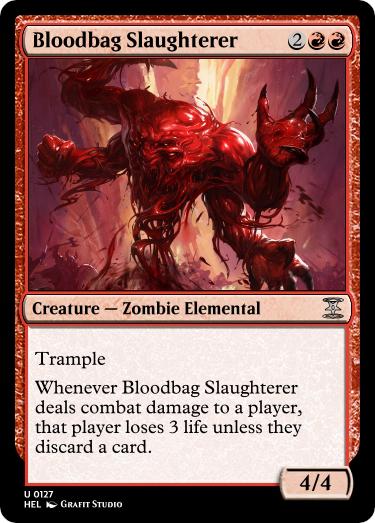 Bloodbag Slaughterer 2
Creature — Zombie Elemental
Trample
Whenever Bloodbag Slaughterer
deals combat damage to a player,
that player loses 3 life unless they
discard a card.
4/4
U 0127
HEL Grafit Studio